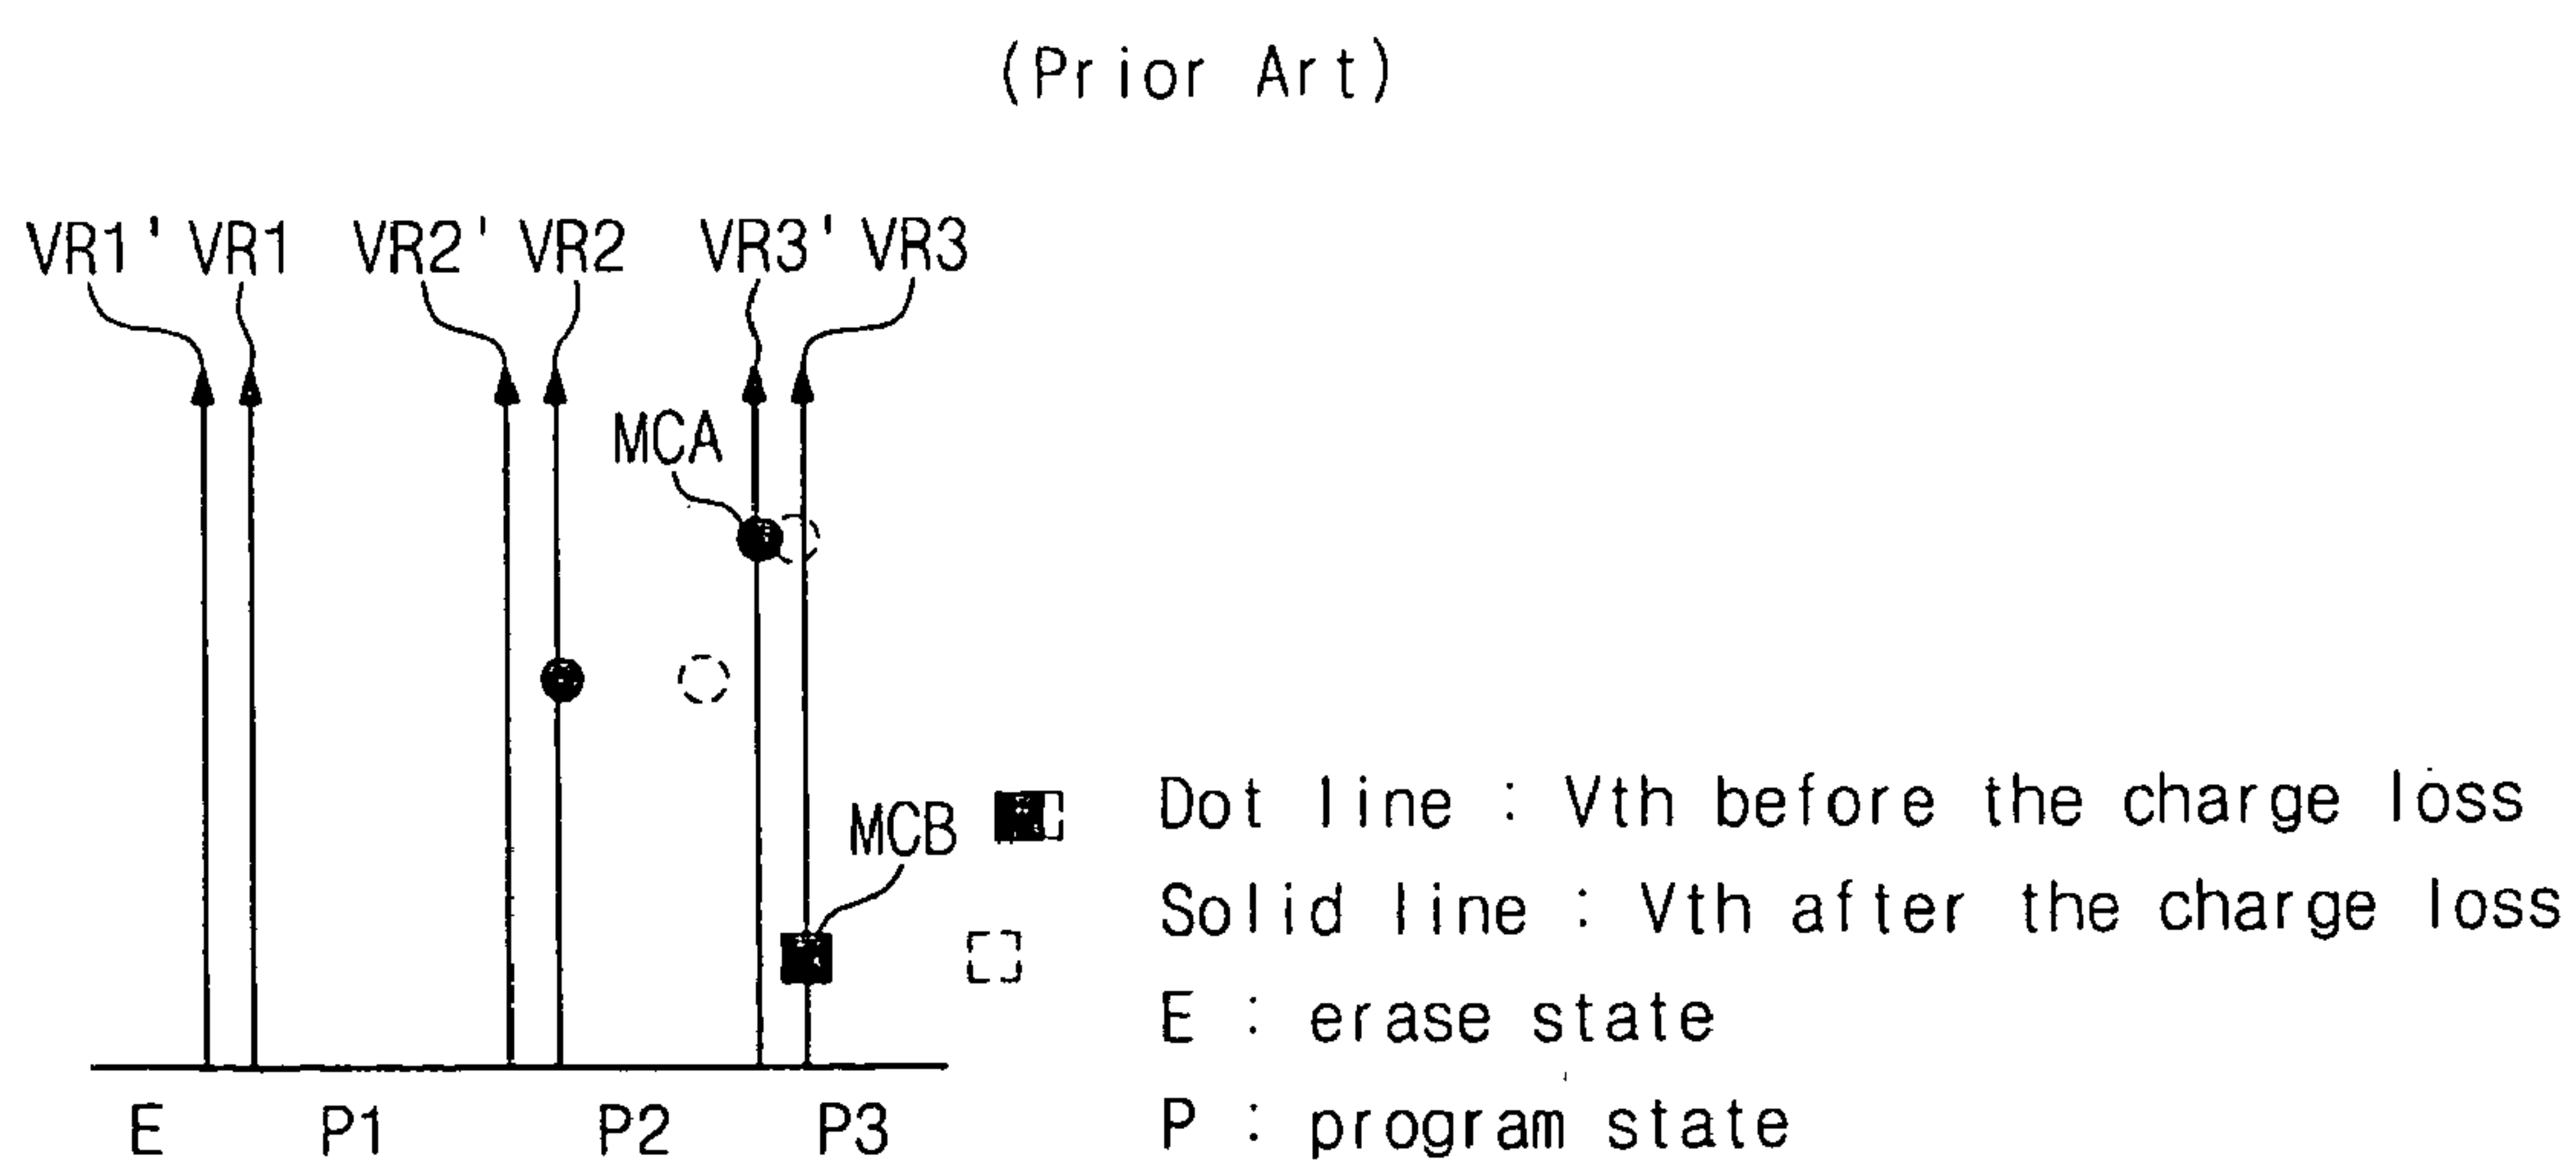 (Prior Art)
VR1' VR1 VR2' VR2 VR3' VR3
MCA
MCB
Dot line : Vth before the charge loss
Solid line : Vth after the charge loss
E : erase state
P : program state
E P1 P2 P3